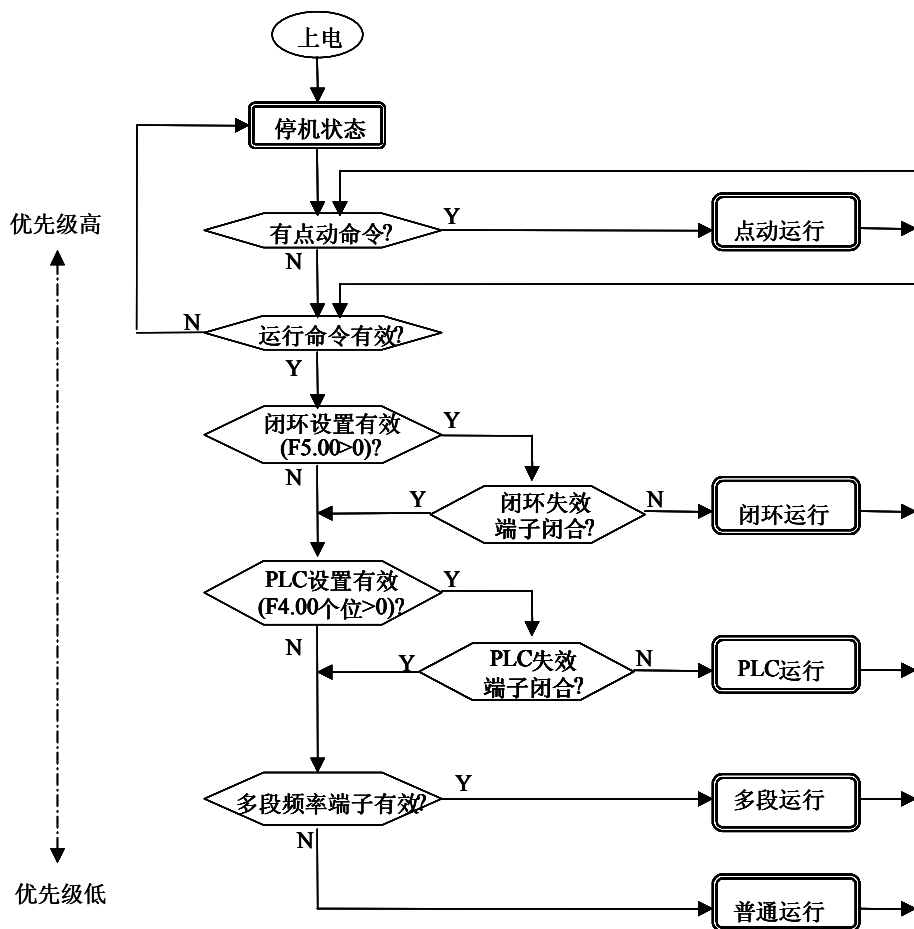 上电
停机状态
优先级高
有点动命令?
Y
点动运行
N
运行命令有效?
N
Y
闭环设置有效
(F5.00>0)?
Y
N
闭环失效
端子闭合?
Y
N
闭环运行
PLC设置有效
(F4.00个位>0)?
Y
N
PLC失效
端子闭合?
Y
N
PLC运行
多段频率端子有效?
Y
多段运行
N
优先级低
普通运行